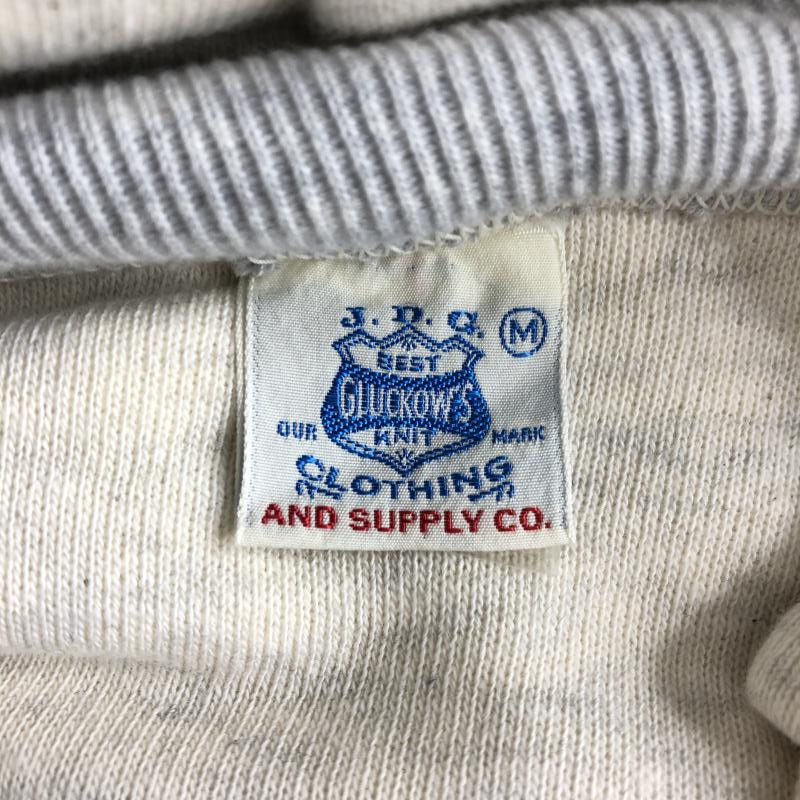 J.D.G. M
BEST
GLUCKOW'S
OUR KNIT MARK
CLOTHING
AND SUPPLY CO.